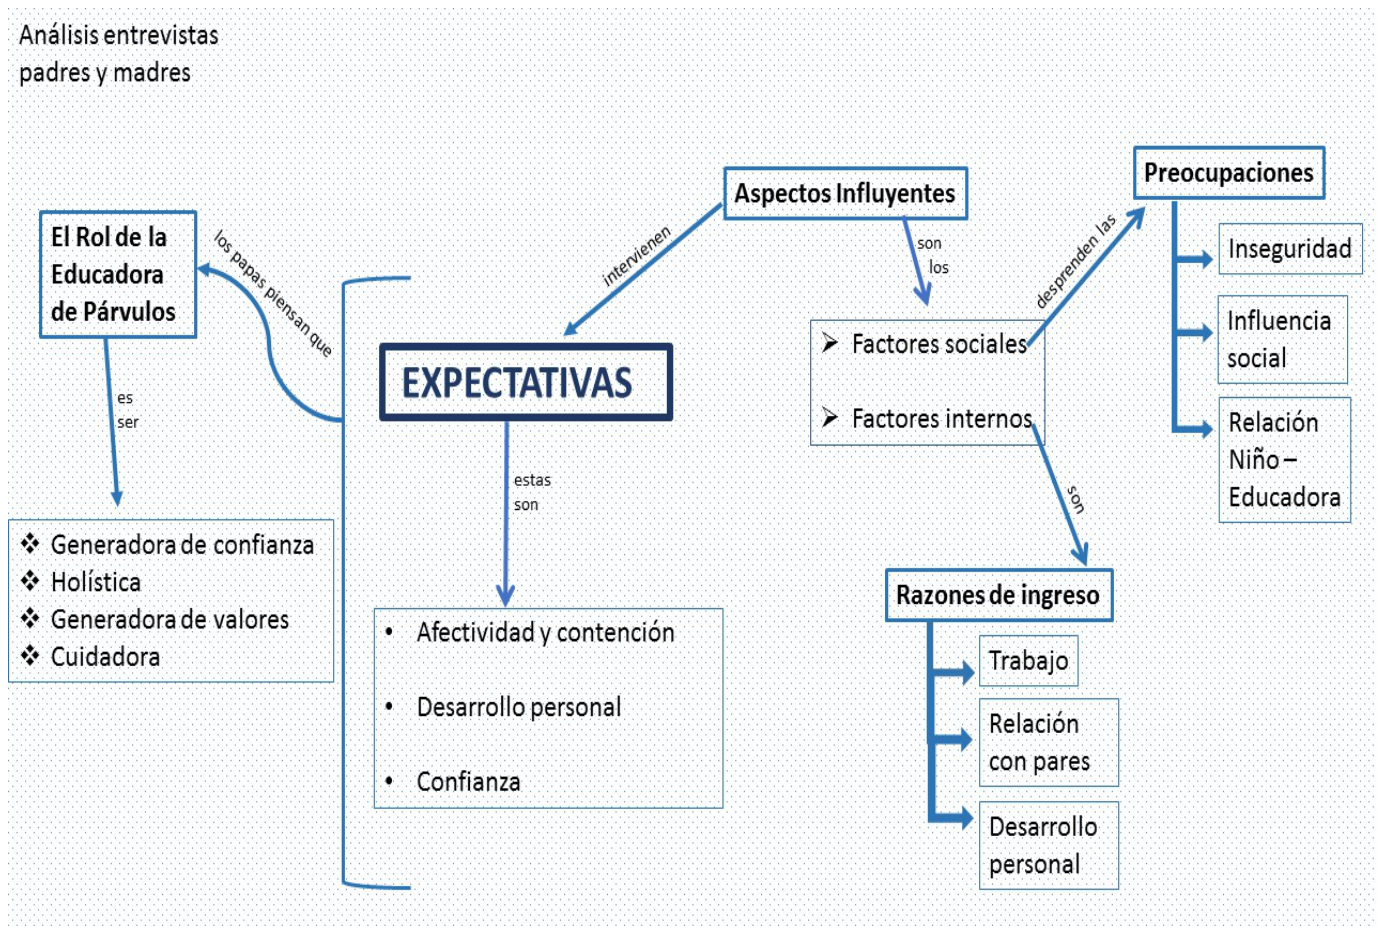 Análisis entrevistas
padres y madres
El Rol de la
Educadora
de Párvulos
los papas piensan que
es
ser
Generadora de confianza
Holística
Generadora de valores
Cuidadora
Aspectos Influyentes
intervienen
EXPECTATIVAS
estas
son
Afectividad y contención
Desarrollo personal
Confianza
son
los
Factores sociales
Factores internos
desprenden las
Preocupaciones
Inseguridad
Influencia
social
Relación
Niño –
Educadora
son
Razones de ingreso
Trabajo
Relación
con pares
Desarrollo
personal